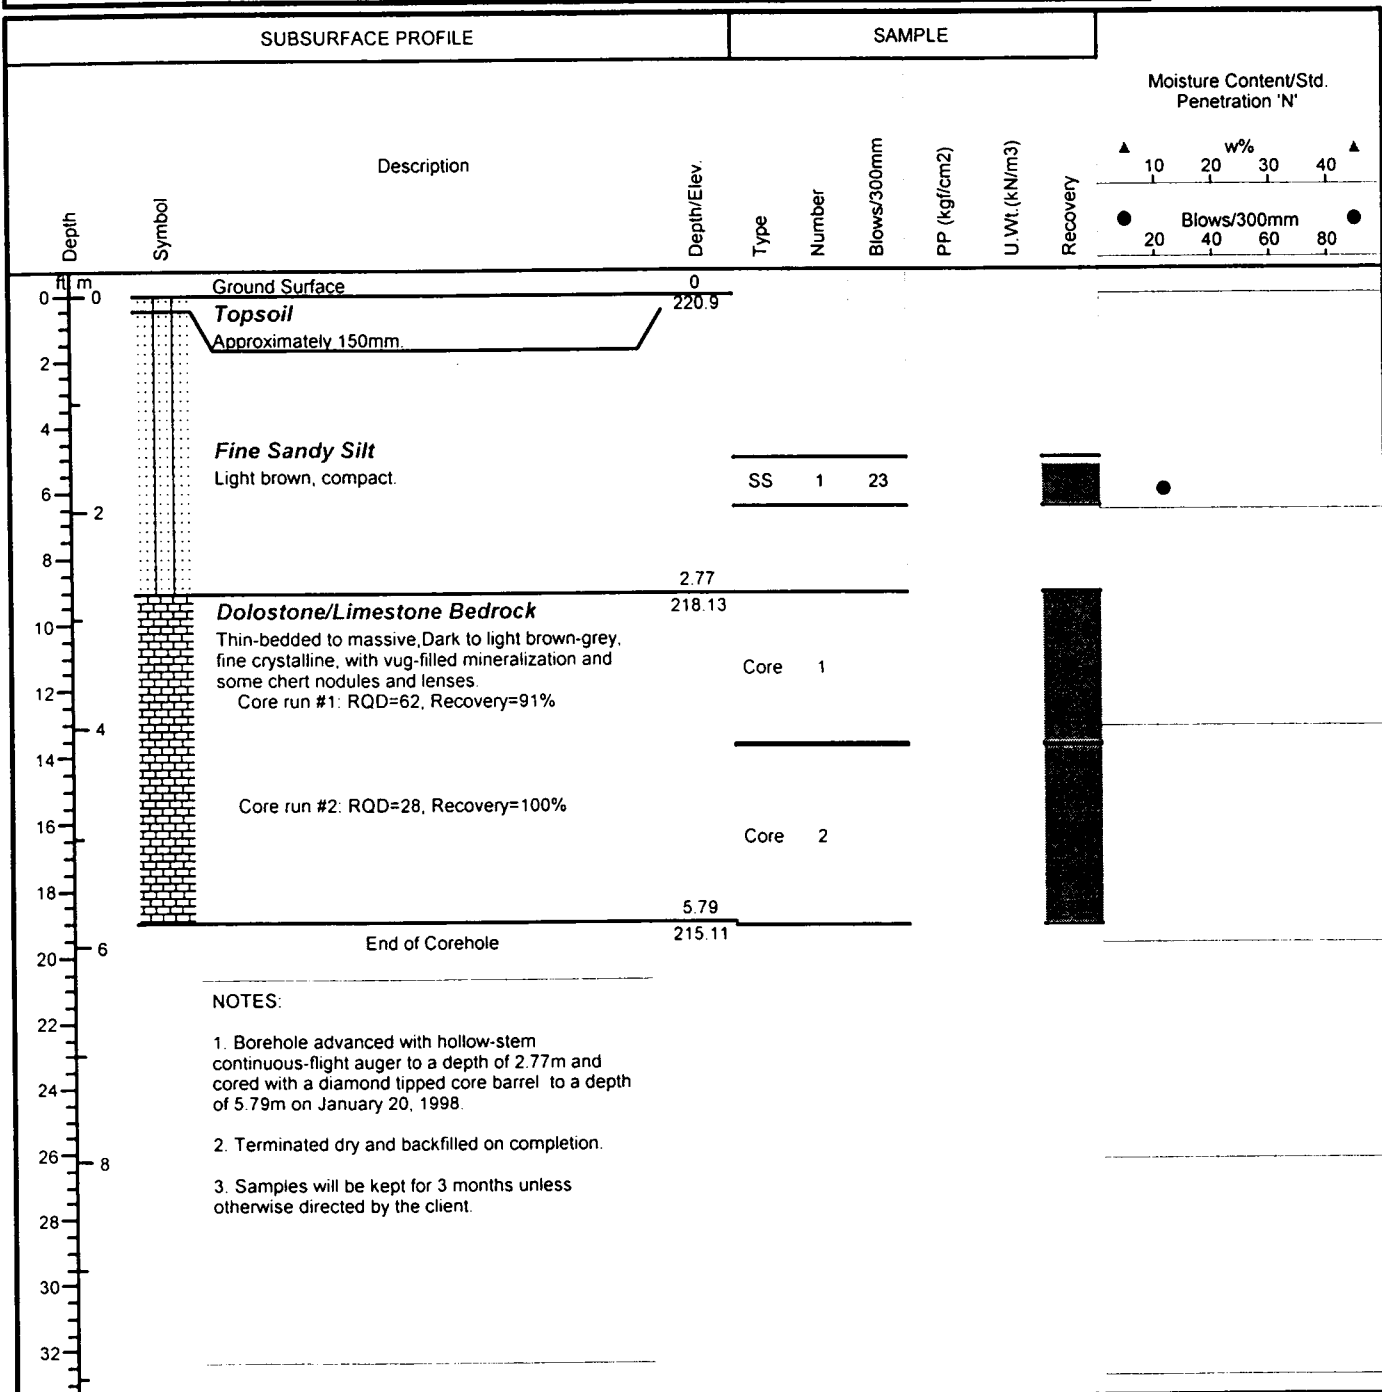 SUBSURFACE PROFILE
SAMPLE
Moisture Content/Std.
Penetration 'N'
Depth
Symbol
Description
Depth/Elev.
Type
Number
Blows/300mm
PP (kgf/cm2)
U.Wt.(kN/m3)
Recovery
w%
10 20 30 40
Blows/300mm
20 40 60 80
ft m
0 0
Ground Surface
0
220.9
Topsoil
Approximately 150mm.
2
4
Fine Sandy Silt
Light brown, compact.
SS 1 23
6
2
8
2.77
218.13
Dolostone/Limestone Bedrock
10
Thin-bedded to massive,Dark to light brown-grey,
fine crystalline, with vug-filled mineralization and
some chert nodules and lenses.
Core 1
12
Core run #1: RQD=62, Recovery=91%
4
14
Core run #2: RQD=28, Recovery=100%
16
Core 2
18
5.79
215.11
End of Corehole
6
20
NOTES:
22
1. Borehole advanced with hollow-stem
continuous-flight auger to a depth of 2.77m and
cored with a diamond tipped core barrel to a depth
of 5.79m on January 20, 1998.
24
2. Terminated dry and backfilled on completion.
26
8
3. Samples will be kept for 3 months unless
otherwise directed by the client.
28
30
32